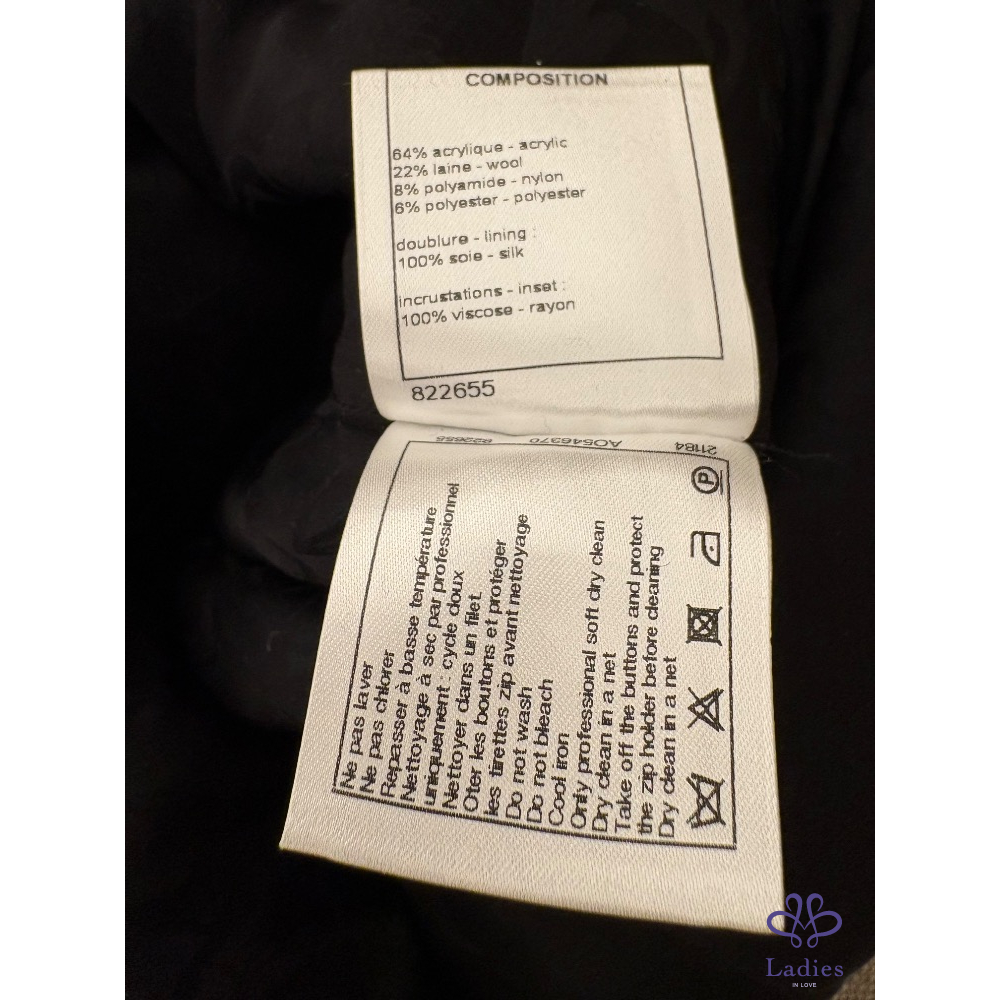 COMPOSITION
64% acrylique - acrylic
22% laine - wool
8% polyamide - nylon
6% polyester - polyester
doublure - lining :
100% soie - silk
incrustations - inset :
100% viscose - rayon
822655
822655 AO546370 21184
Ne pas laver
Ne pas chlorer
Repasser à basse température
Nettoyage à sec par professionnel
uniquement : cycle doux
Nettoyer dans un filet.
Oter les boutons et protéger
les tirettes zip avant nettoyage
Do not wash
Do not bleach
Cool iron
Only professional soft dry clean
Dry clean in a net
Take off the buttons and protect
the zip holder before cleaning
Dry clean in a net
P
Ladies
IN LOVE